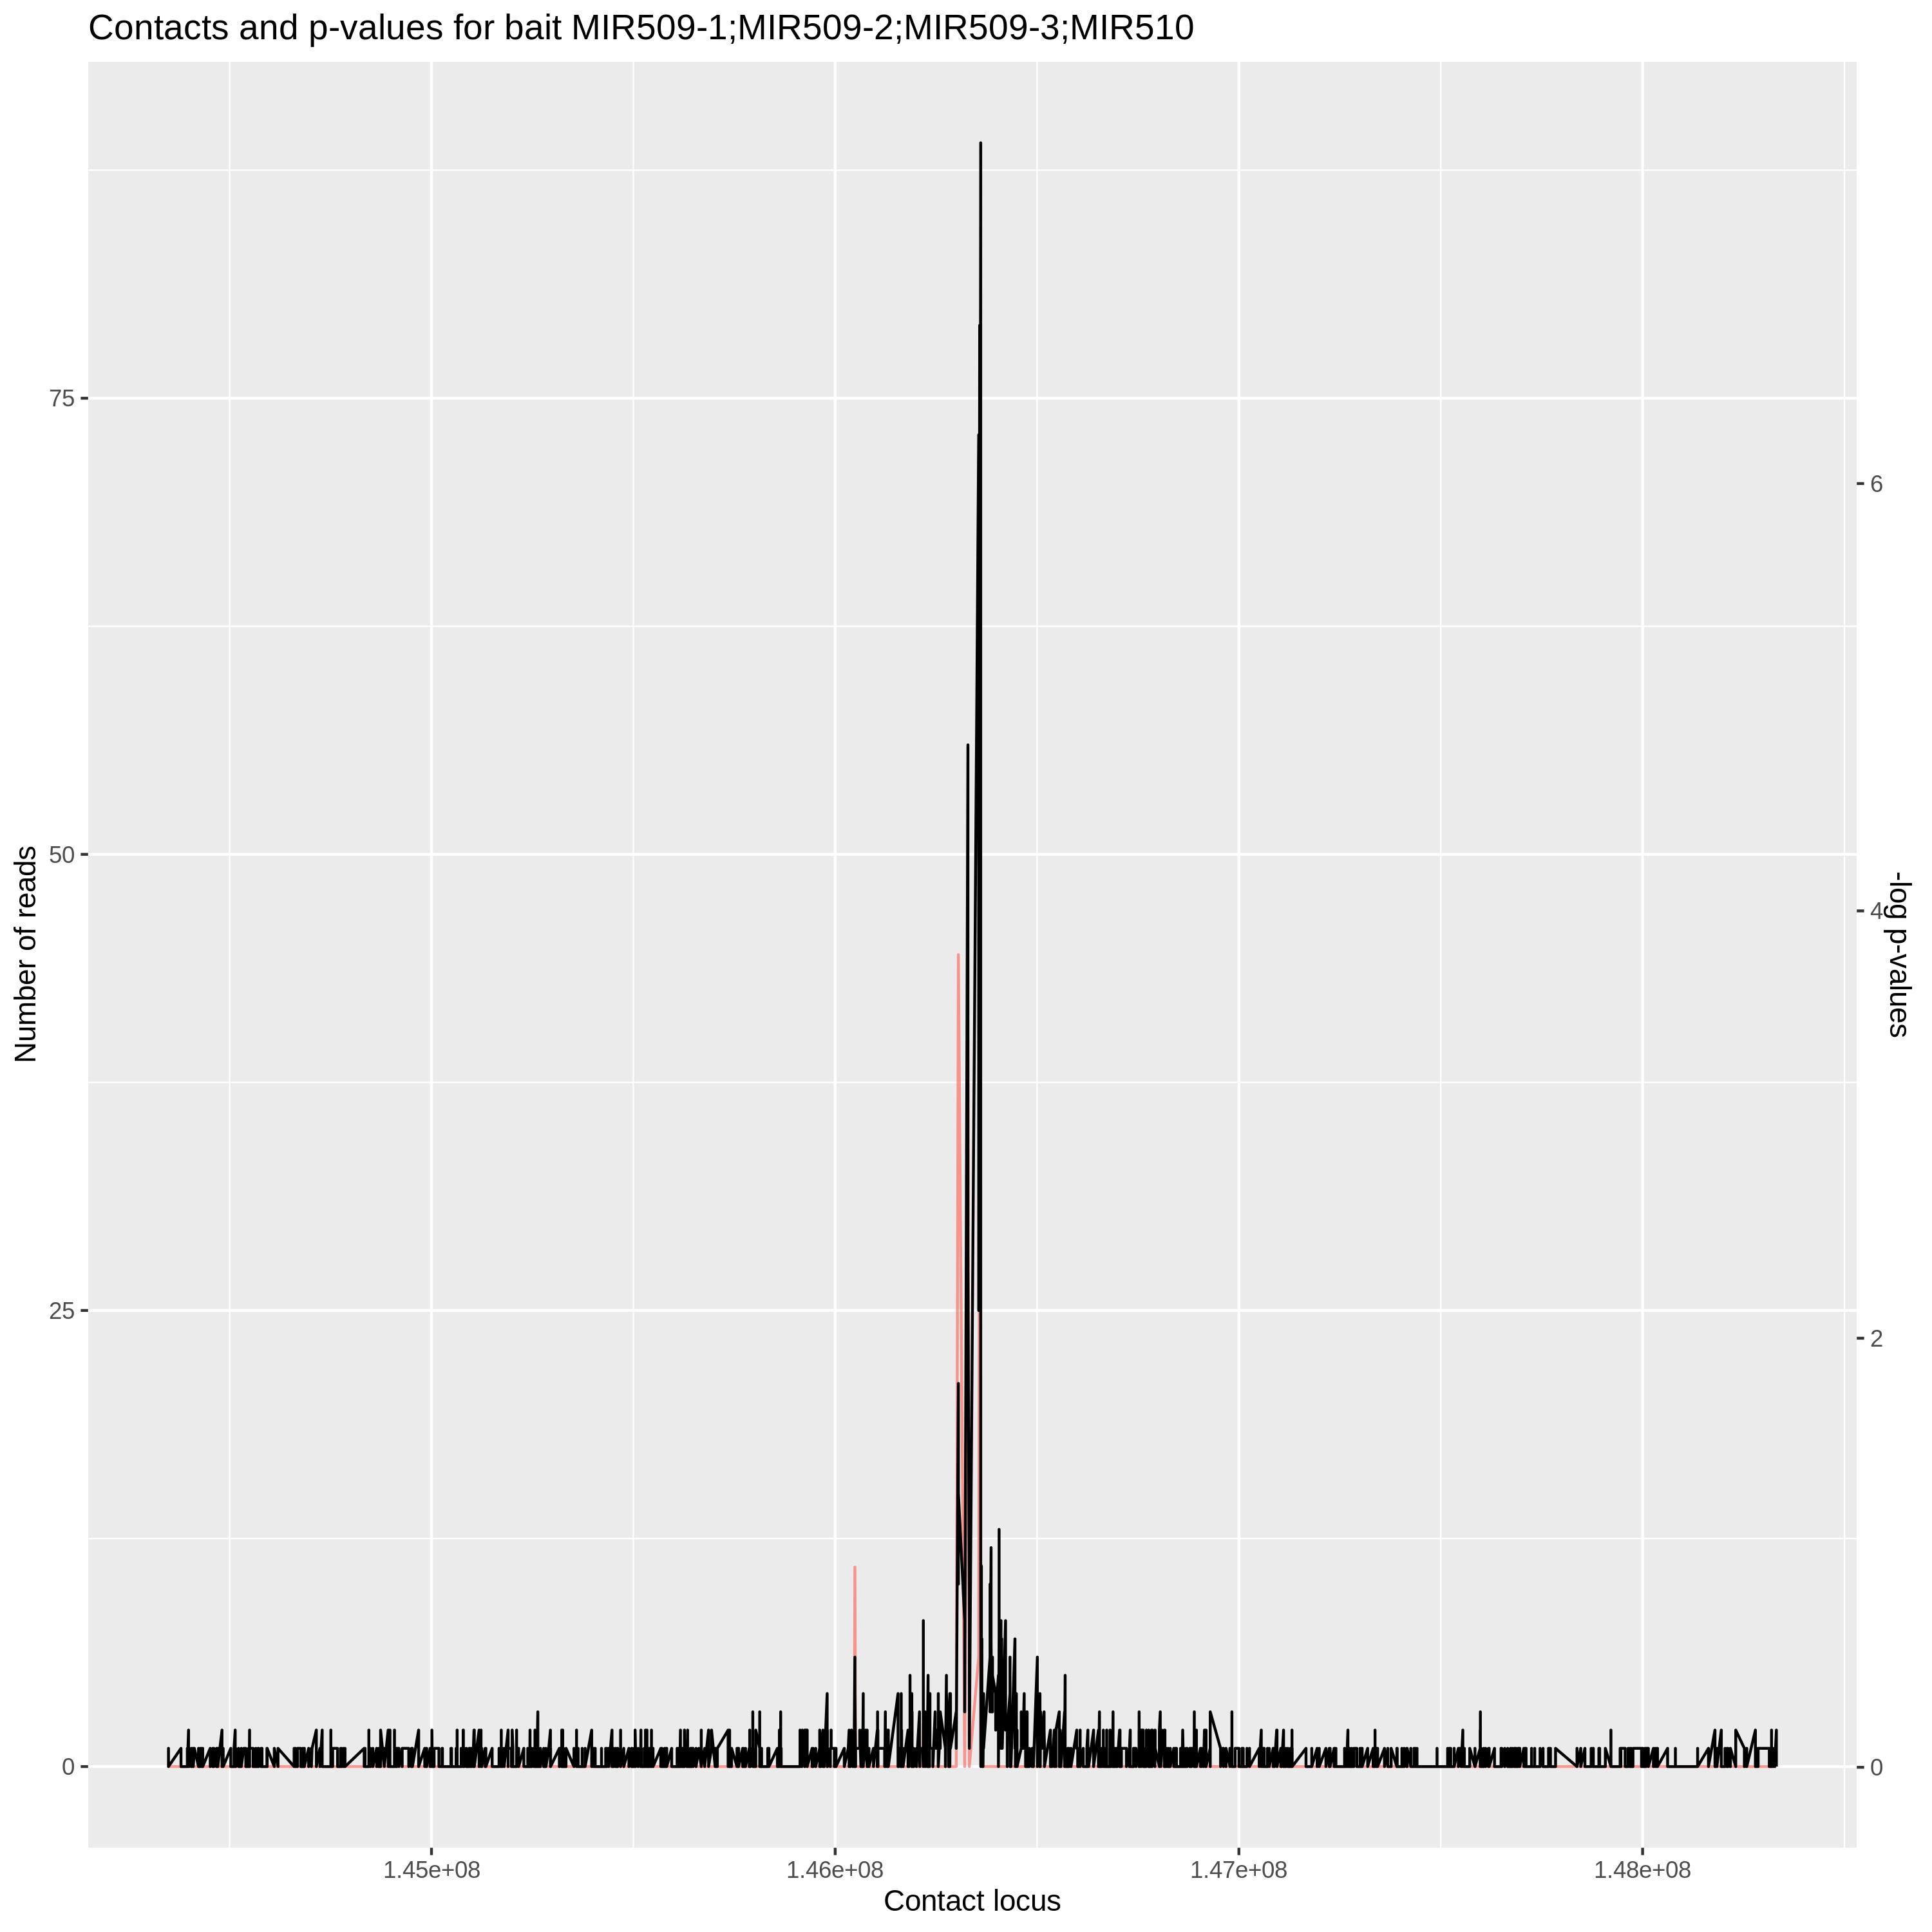 Contacts and p-values for bait MIR509-1;MIR509-2;MIR509-3;MIR510
Number of reads
75
50
25
0
6
4
2
0
-log p-values
1.45e+08 1.46e+08 1.47e+08 1.48e+08
Contact locus